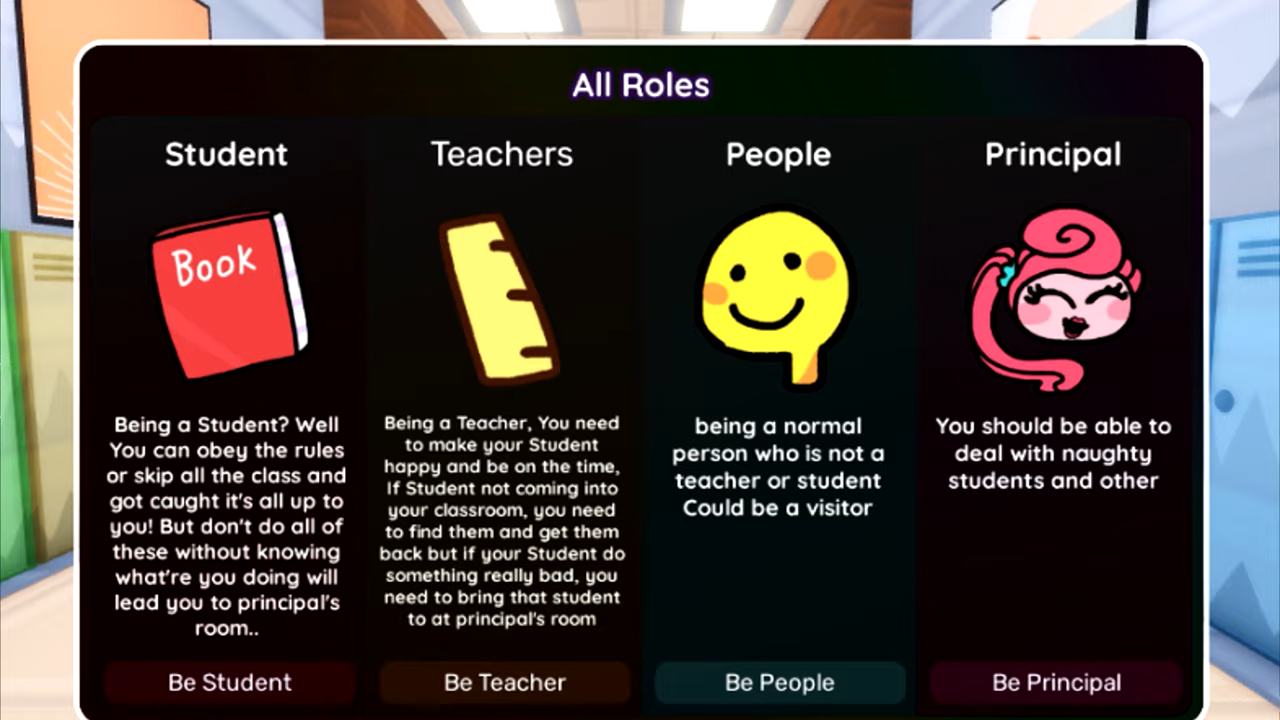 All Roles
Student
Teachers
People
Principal
Book
Being a Student? Well
You can obey the rules
or skip all the class and
got caught it's all up to
you! But don't do all of
these without knowing
what're you doing will
lead you to principal's
room..
Being a Teacher, You need
to make your Student
happy and be on the time,
If Student not coming into
your classroom, you need
to find them and get them
back but if your Student do
something really bad, you
need to bring that student
to at principal's room
being a normal
person who is not a
teacher or student
Could be a visitor
You should be able to
deal with naughty
students and other
Be Student
Be Teacher
Be People
Be Principal